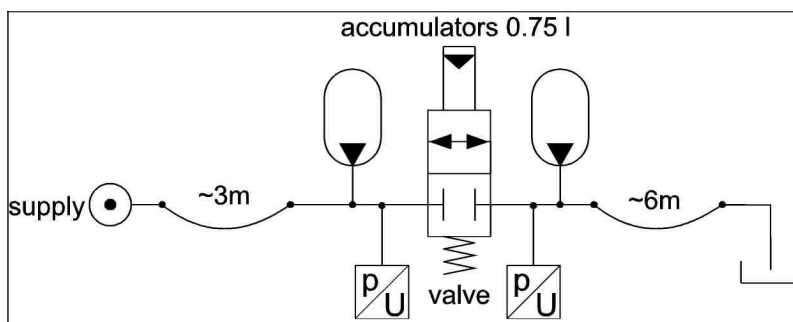 accumulators 0.75 l
supply
~3m
~6m
p
U
valve
p
U